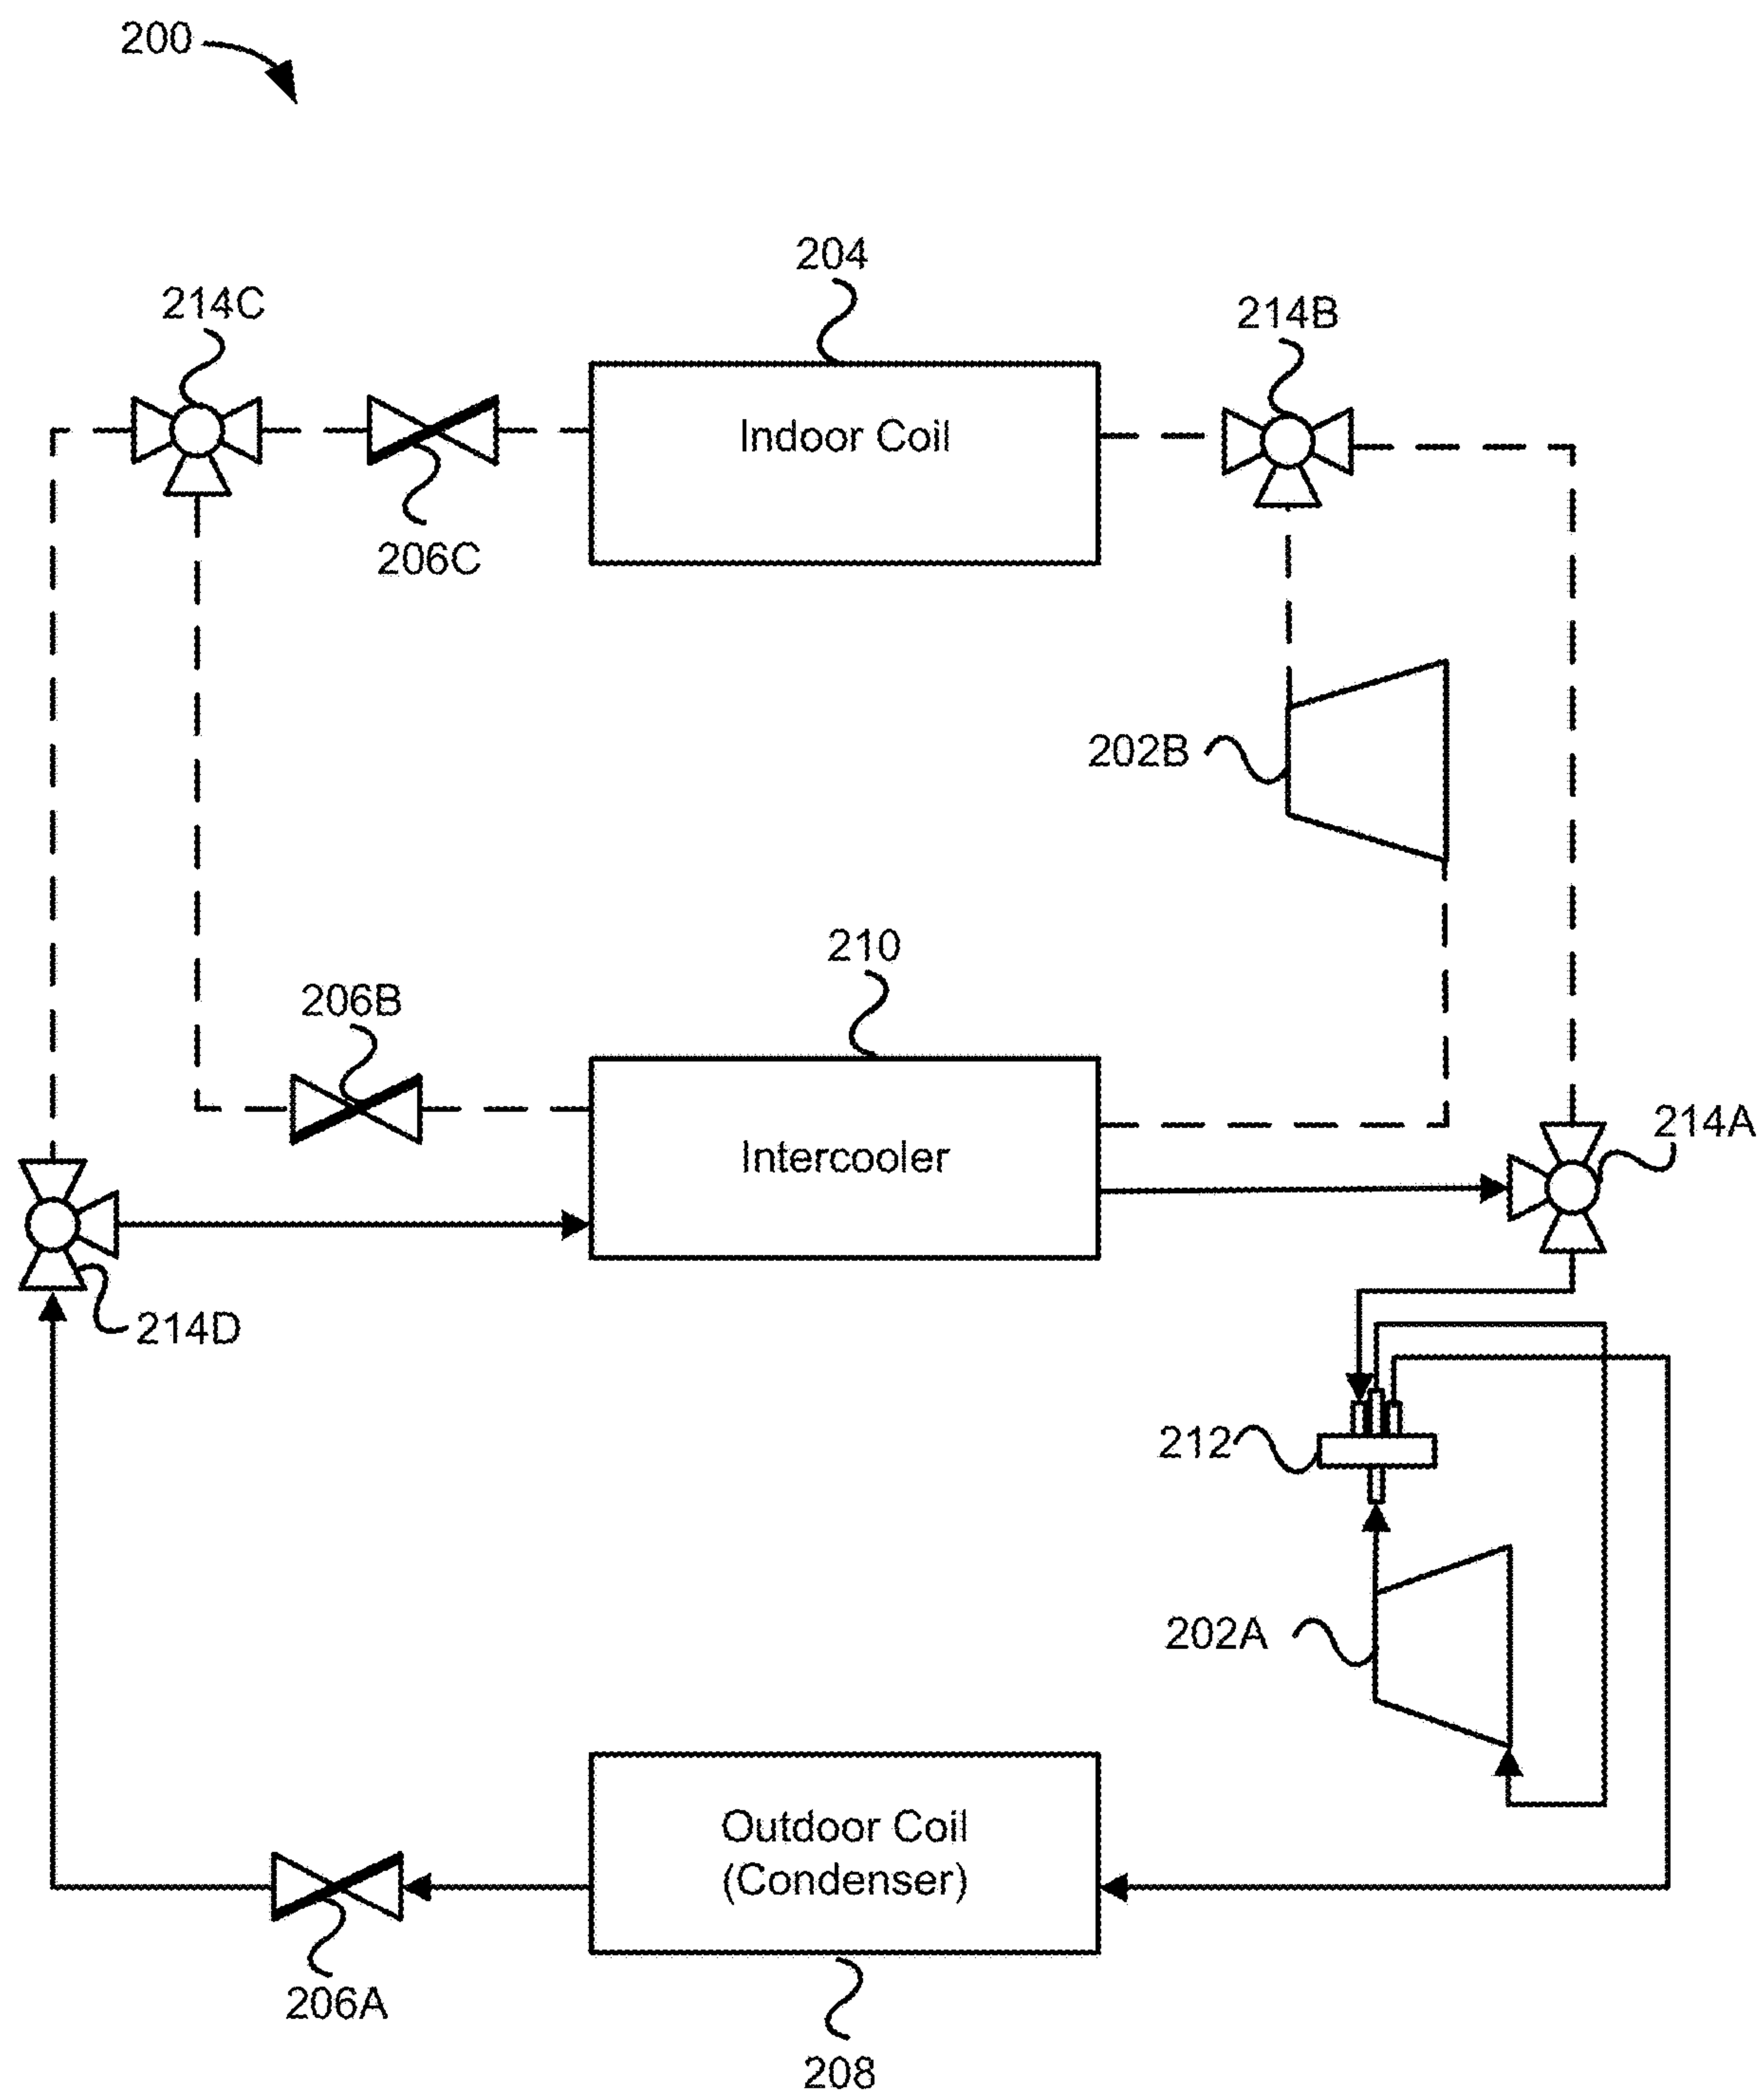 200
204
214C
214B
Indoor Coil
206C
202B
210
206B
214A
Intercooler
214D
212
202A
Outdoor Coil
(Condenser)
206A
208